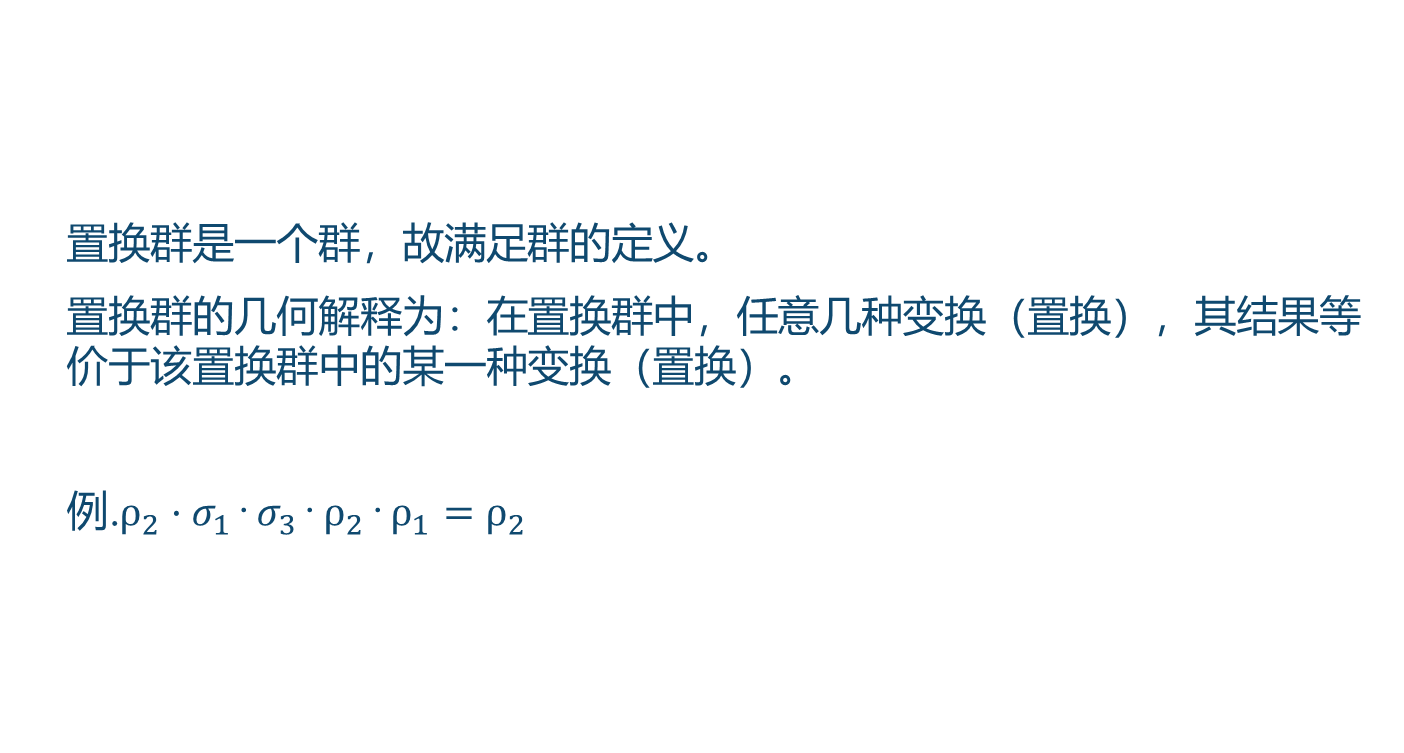 置换群是一个群，故满足群的定义。
置换群的几何解释为：在置换群中，任意几种变换（置换），其结果等
价于该置换群中的某一种变换（置换）。
例.ρ₂ · σ₁ · σ₃ · ρ₂ · ρ₁ = ρ₂